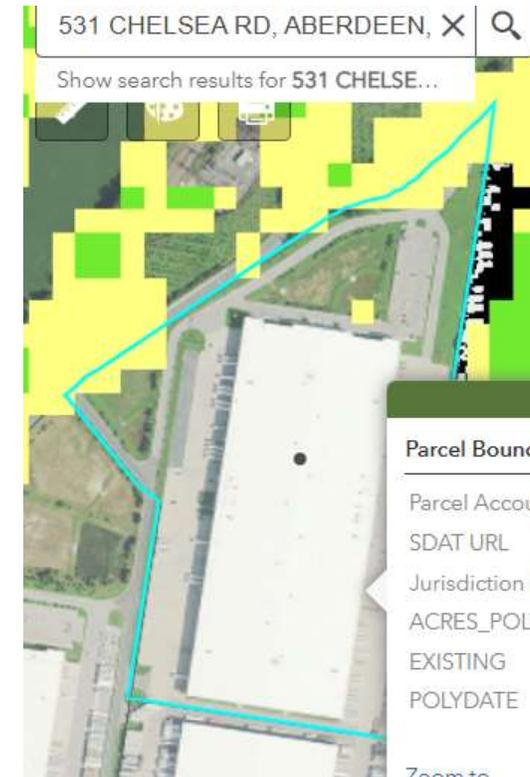 531 CHELSEA RD, ABERDEEN,
Show search results for 531 CHELSE...
Parcel Bound
Parcel Accou
SDAT URL
Jurisdiction
ACRES_POL
EXISTING
POLYDATE
Zoom to